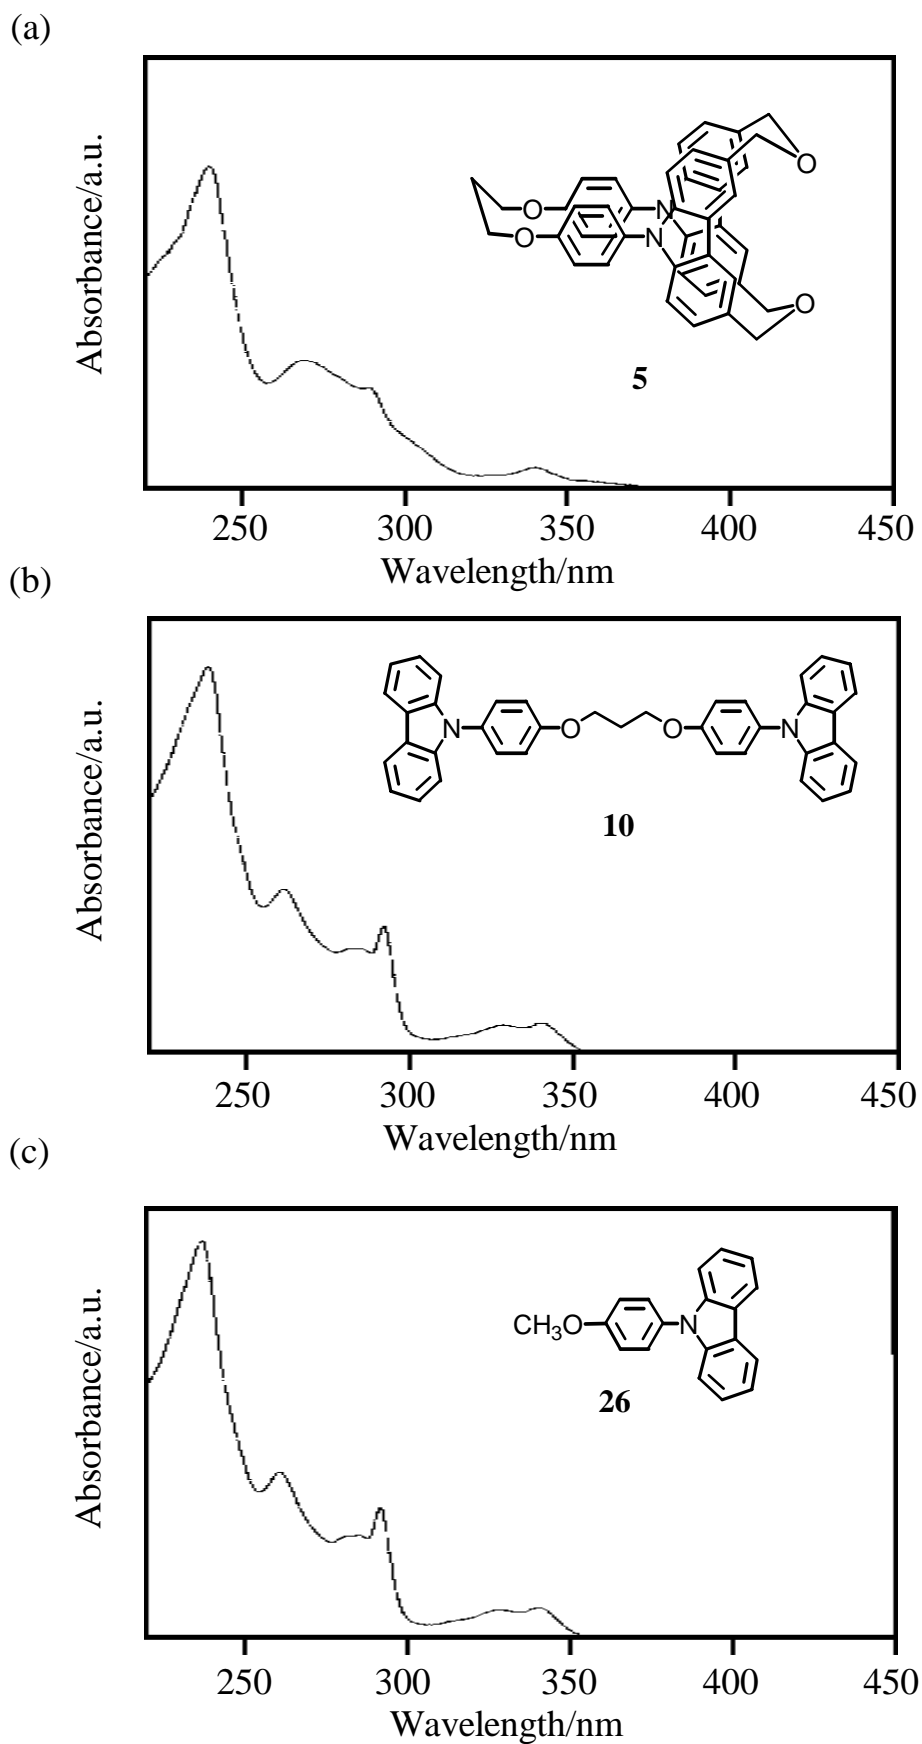 (a)
Absorbance/a.u.
O
O
O
N
N
O
O
5
250 300 350 400 450
Wavelength/nm
(b)
Absorbance/a.u.
N
O
O
N
10
250 300 350 400 450
Wavelength/nm
(c)
Absorbance/a.u.
CH3O
N
26
250 300 350 400 450
Wavelength/nm